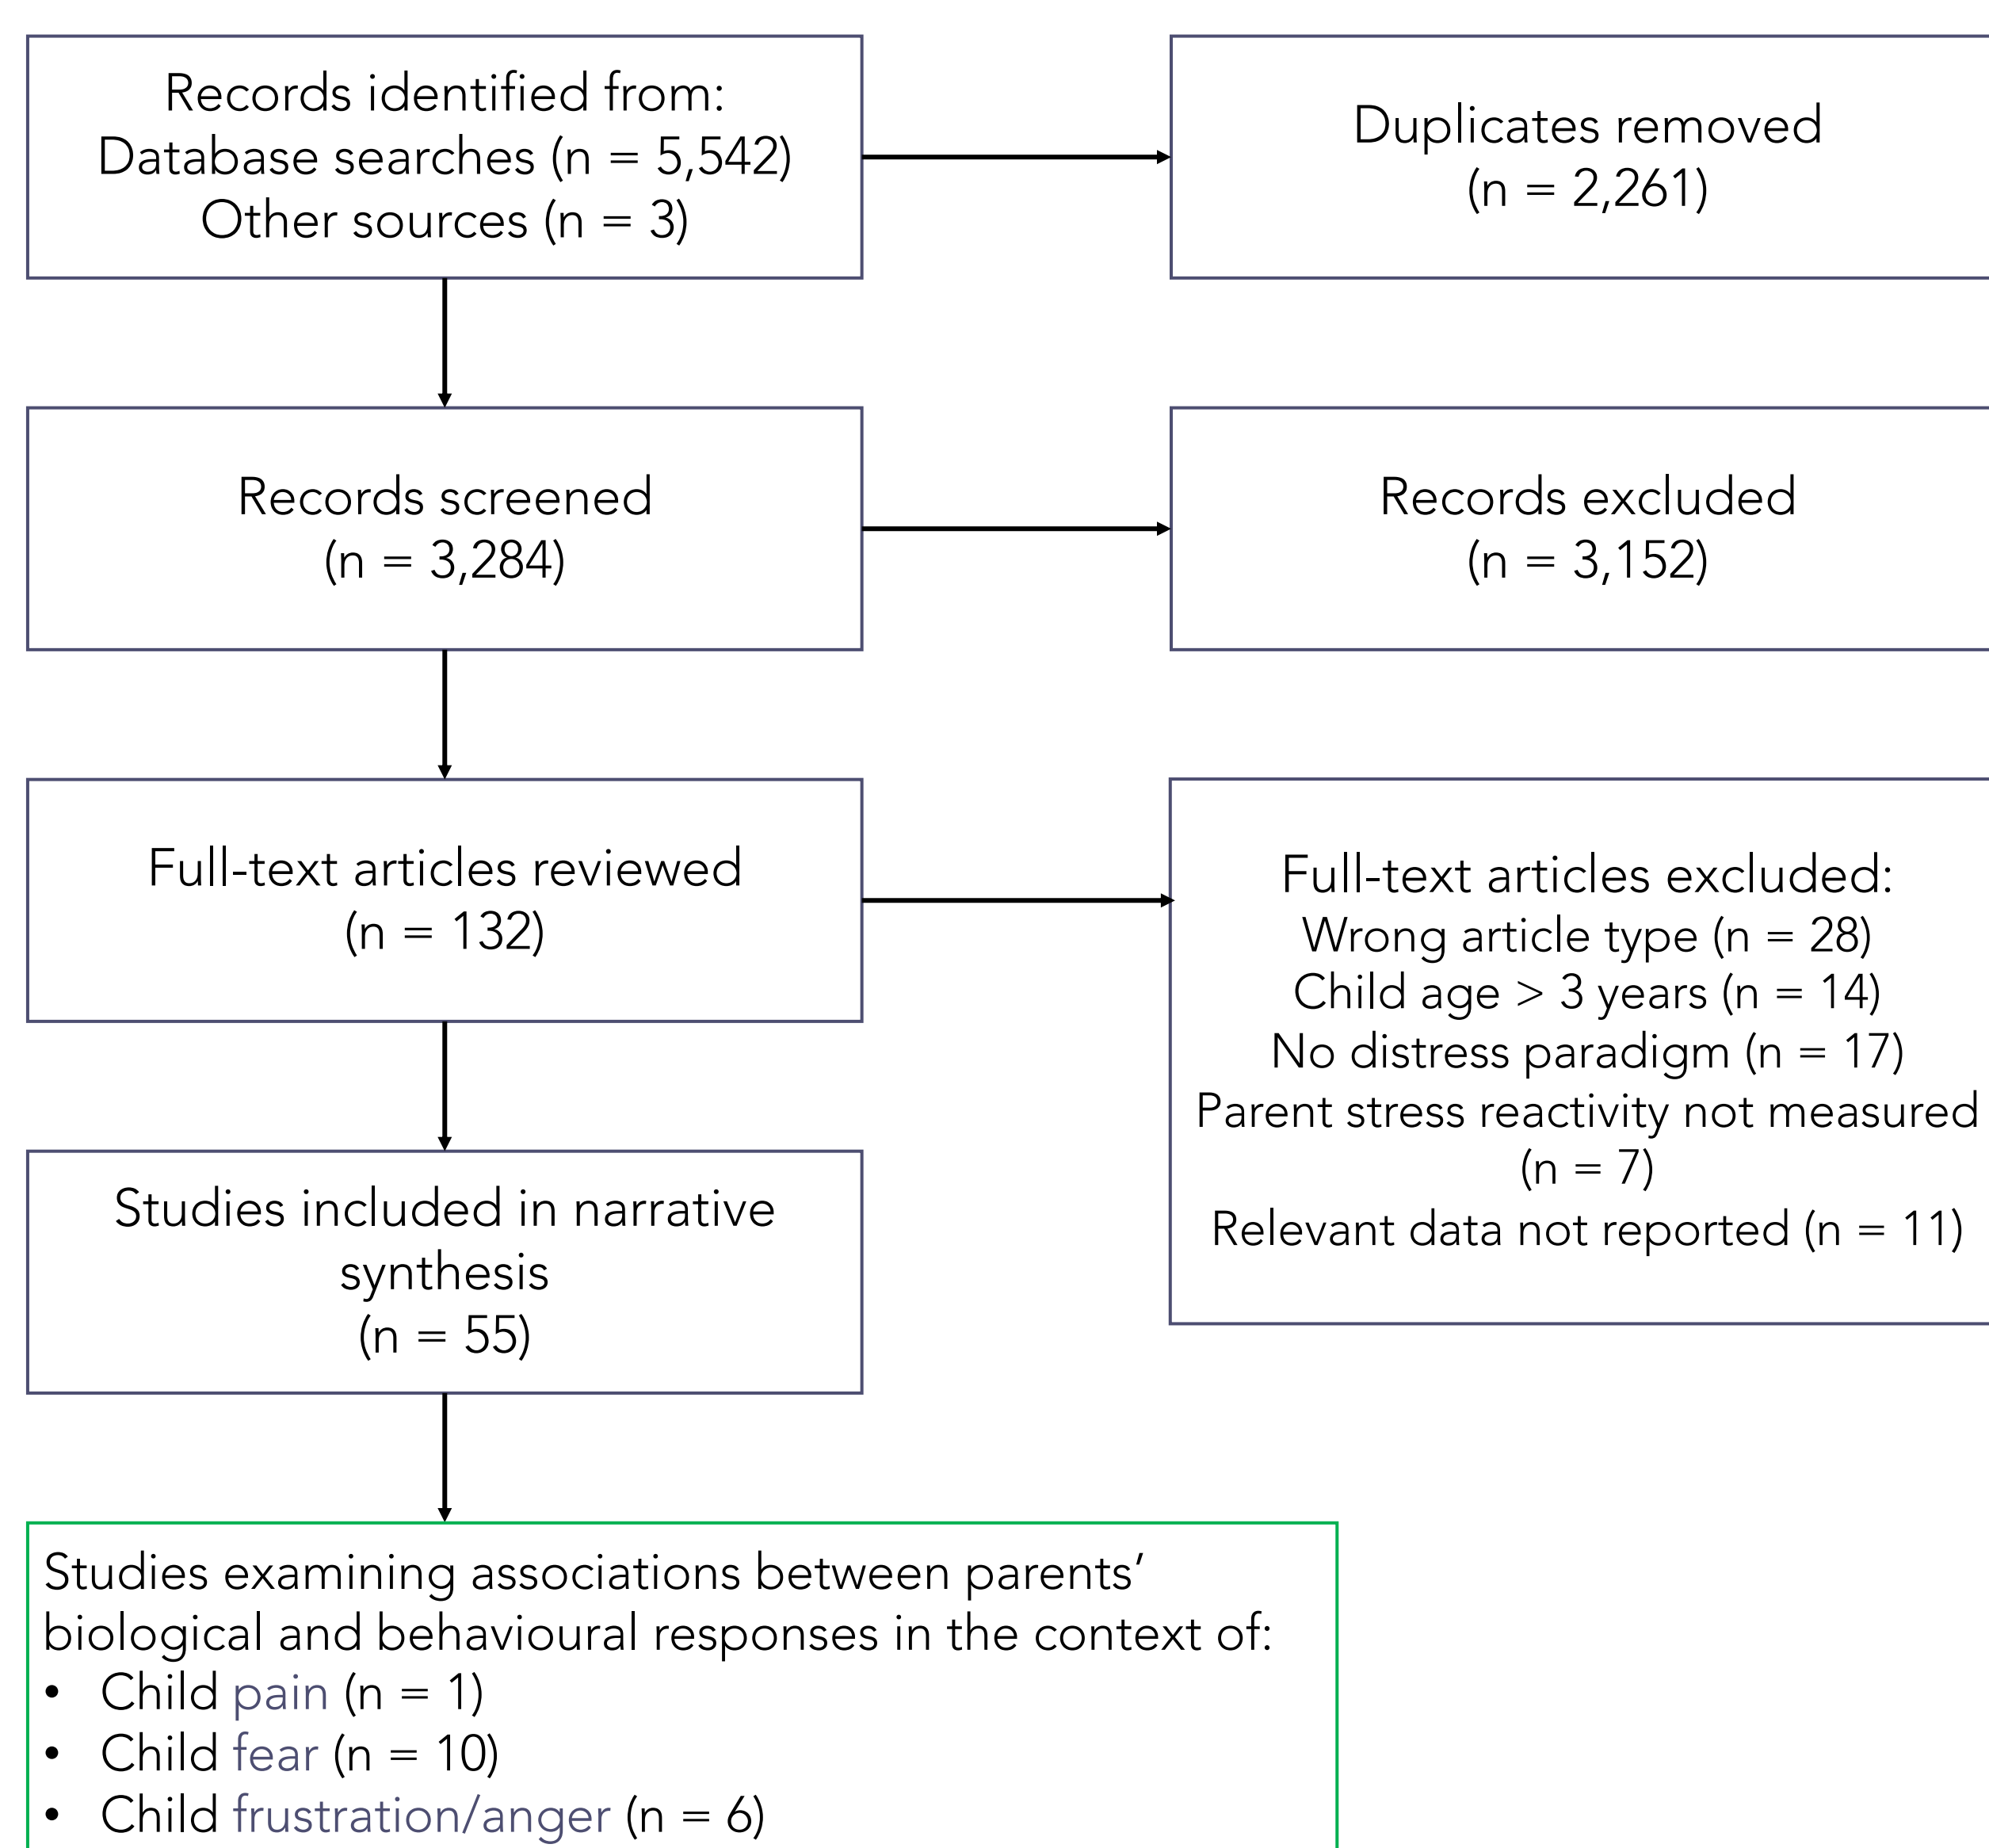 Records identified from:
Database searches (n = 5,542)
Other sources (n = 3)
Duplicates removed
(n = 2,261)
Records screened
(n = 3,284)
Records excluded
(n = 3,152)
Full-text articles reviewed
(n = 132)
Full-text articles excluded:
Wrong article type (n = 28)
Child age > 3 years (n = 14)
No distress paradigm (n = 17)
Parent stress reactivity not measured
(n = 7)
Relevant data not reported (n = 11)
Studies included in narrative
synthesis
(n = 55)
Studies examining associations between parents’
biological and behavioural responses in the context of:
• Child pain (n = 1)
• Child fear (n = 10)
• Child frustration/anger (n = 6)